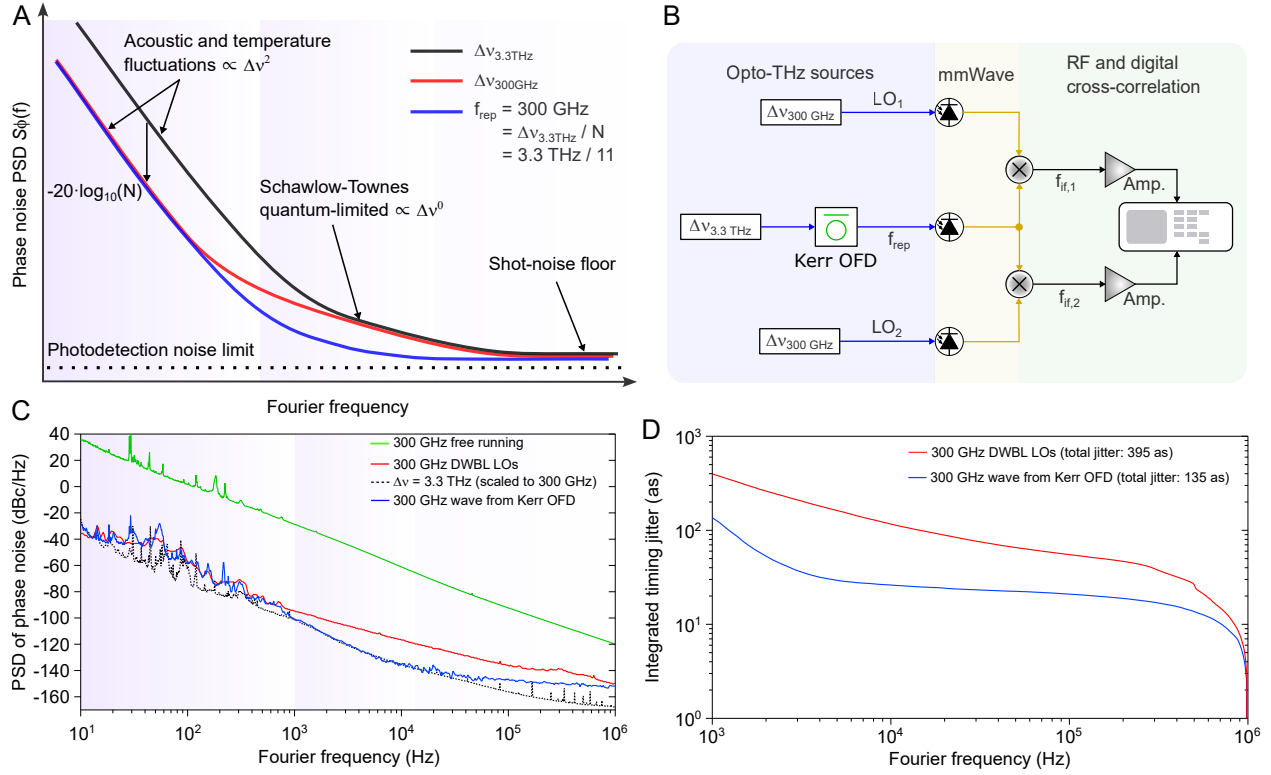 A
Phase noise PSD Sϕ(f)
Acoustic and temperature
fluctuations ∝ Δν²
Δν3.3THz
Δν300GHz
f_rep = 300 GHz
= Δν3.3THz / N
= 3.3 THz / 11
-20·log10(N)
Schawlow-Townes
quantum-limited ∝ Δν⁰
Shot-noise floor
Photodetection noise limit
Fourier frequency
B
Opto-THz sources
mmWave
RF and digital
cross-correlation
Δν300 GHz
LO1
Δν3.3 THz
Kerr OFD
f_rep
Δν300 GHz
LO2
f_if,1
Amp.
f_if,2
Amp.
C
PSD of phase noise (dBc/Hz)
40
20
0
-20
-40
-60
-80
-100
-120
-140
-160
300 GHz free running
300 GHz DWBL LOs
Δν = 3.3 THz (scaled to 300 GHz)
300 GHz wave from Kerr OFD
10¹ 10² 10³ 10⁴ 10⁵ 10⁶
Fourier frequency (Hz)
D
Integrated timing jitter (as)
10³
10²
10¹
10⁰
300 GHz DWBL LOs (total jitter: 395 as)
300 GHz wave from Kerr OFD (total jitter: 135 as)
10³ 10⁴ 10⁵ 10⁶
Fourier frequency (Hz)